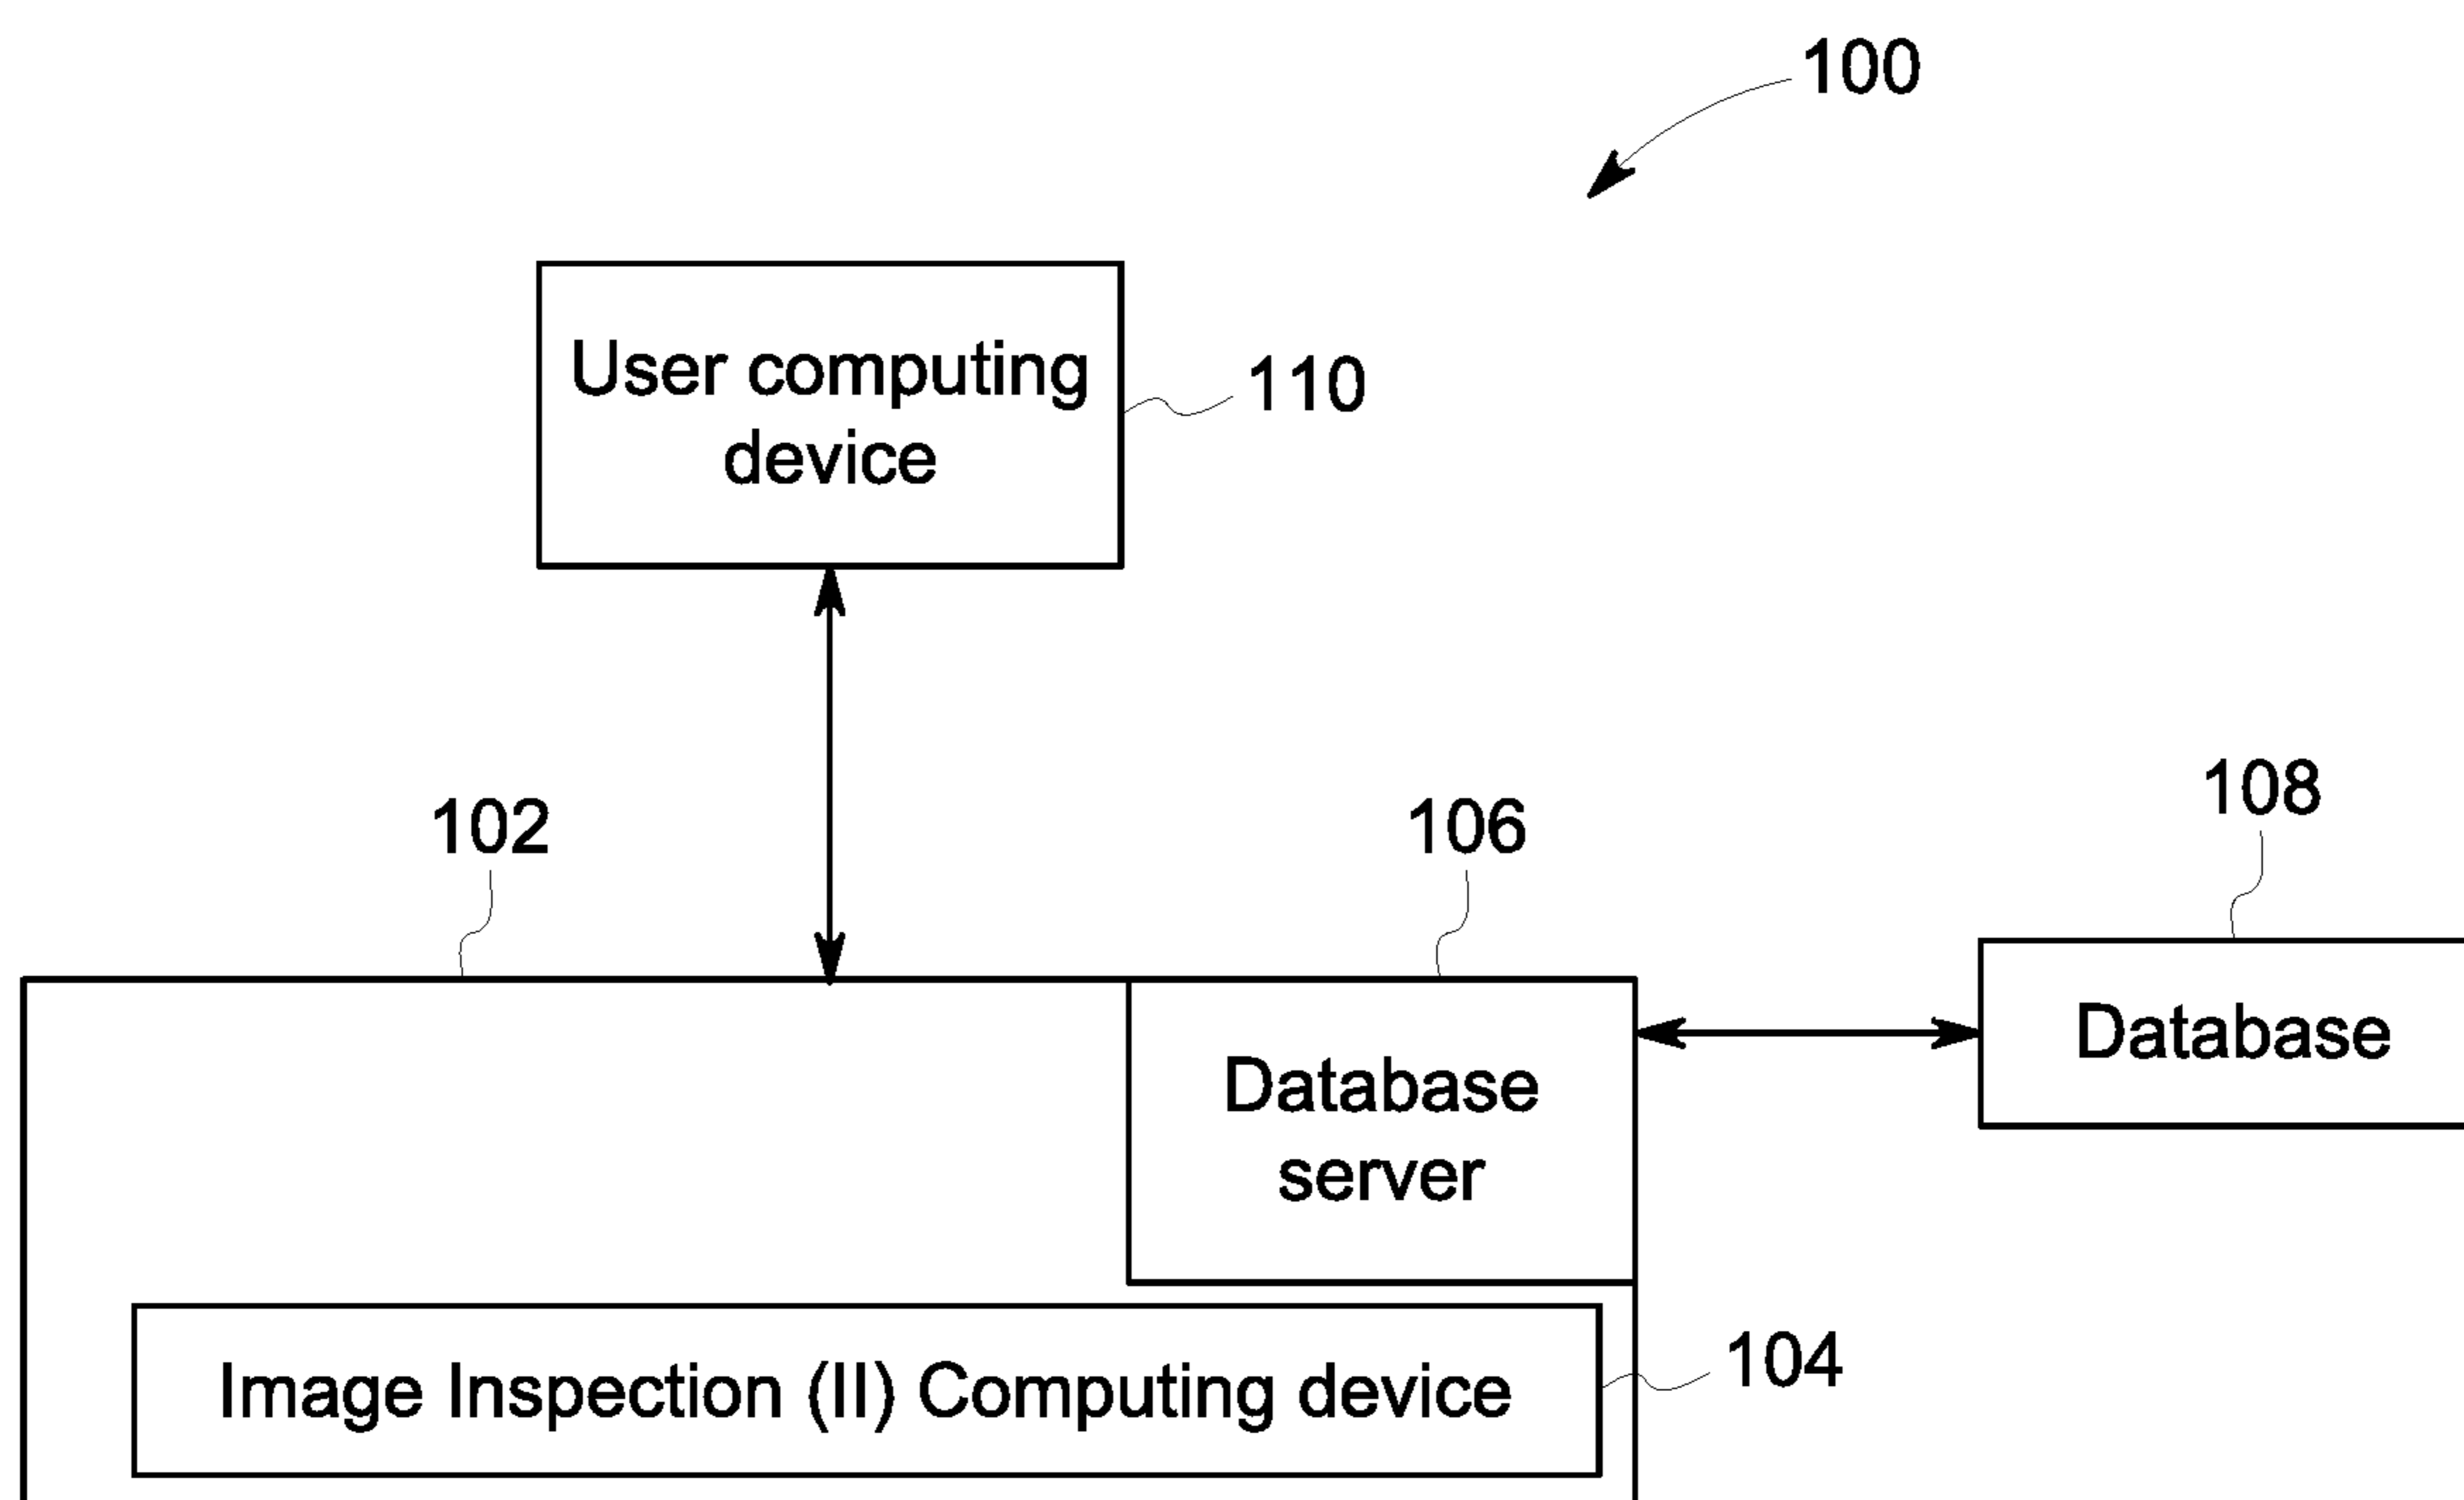 100
User computing
device
110
102
106
108
Database
server
Database
Image Inspection (II) Computing device
104